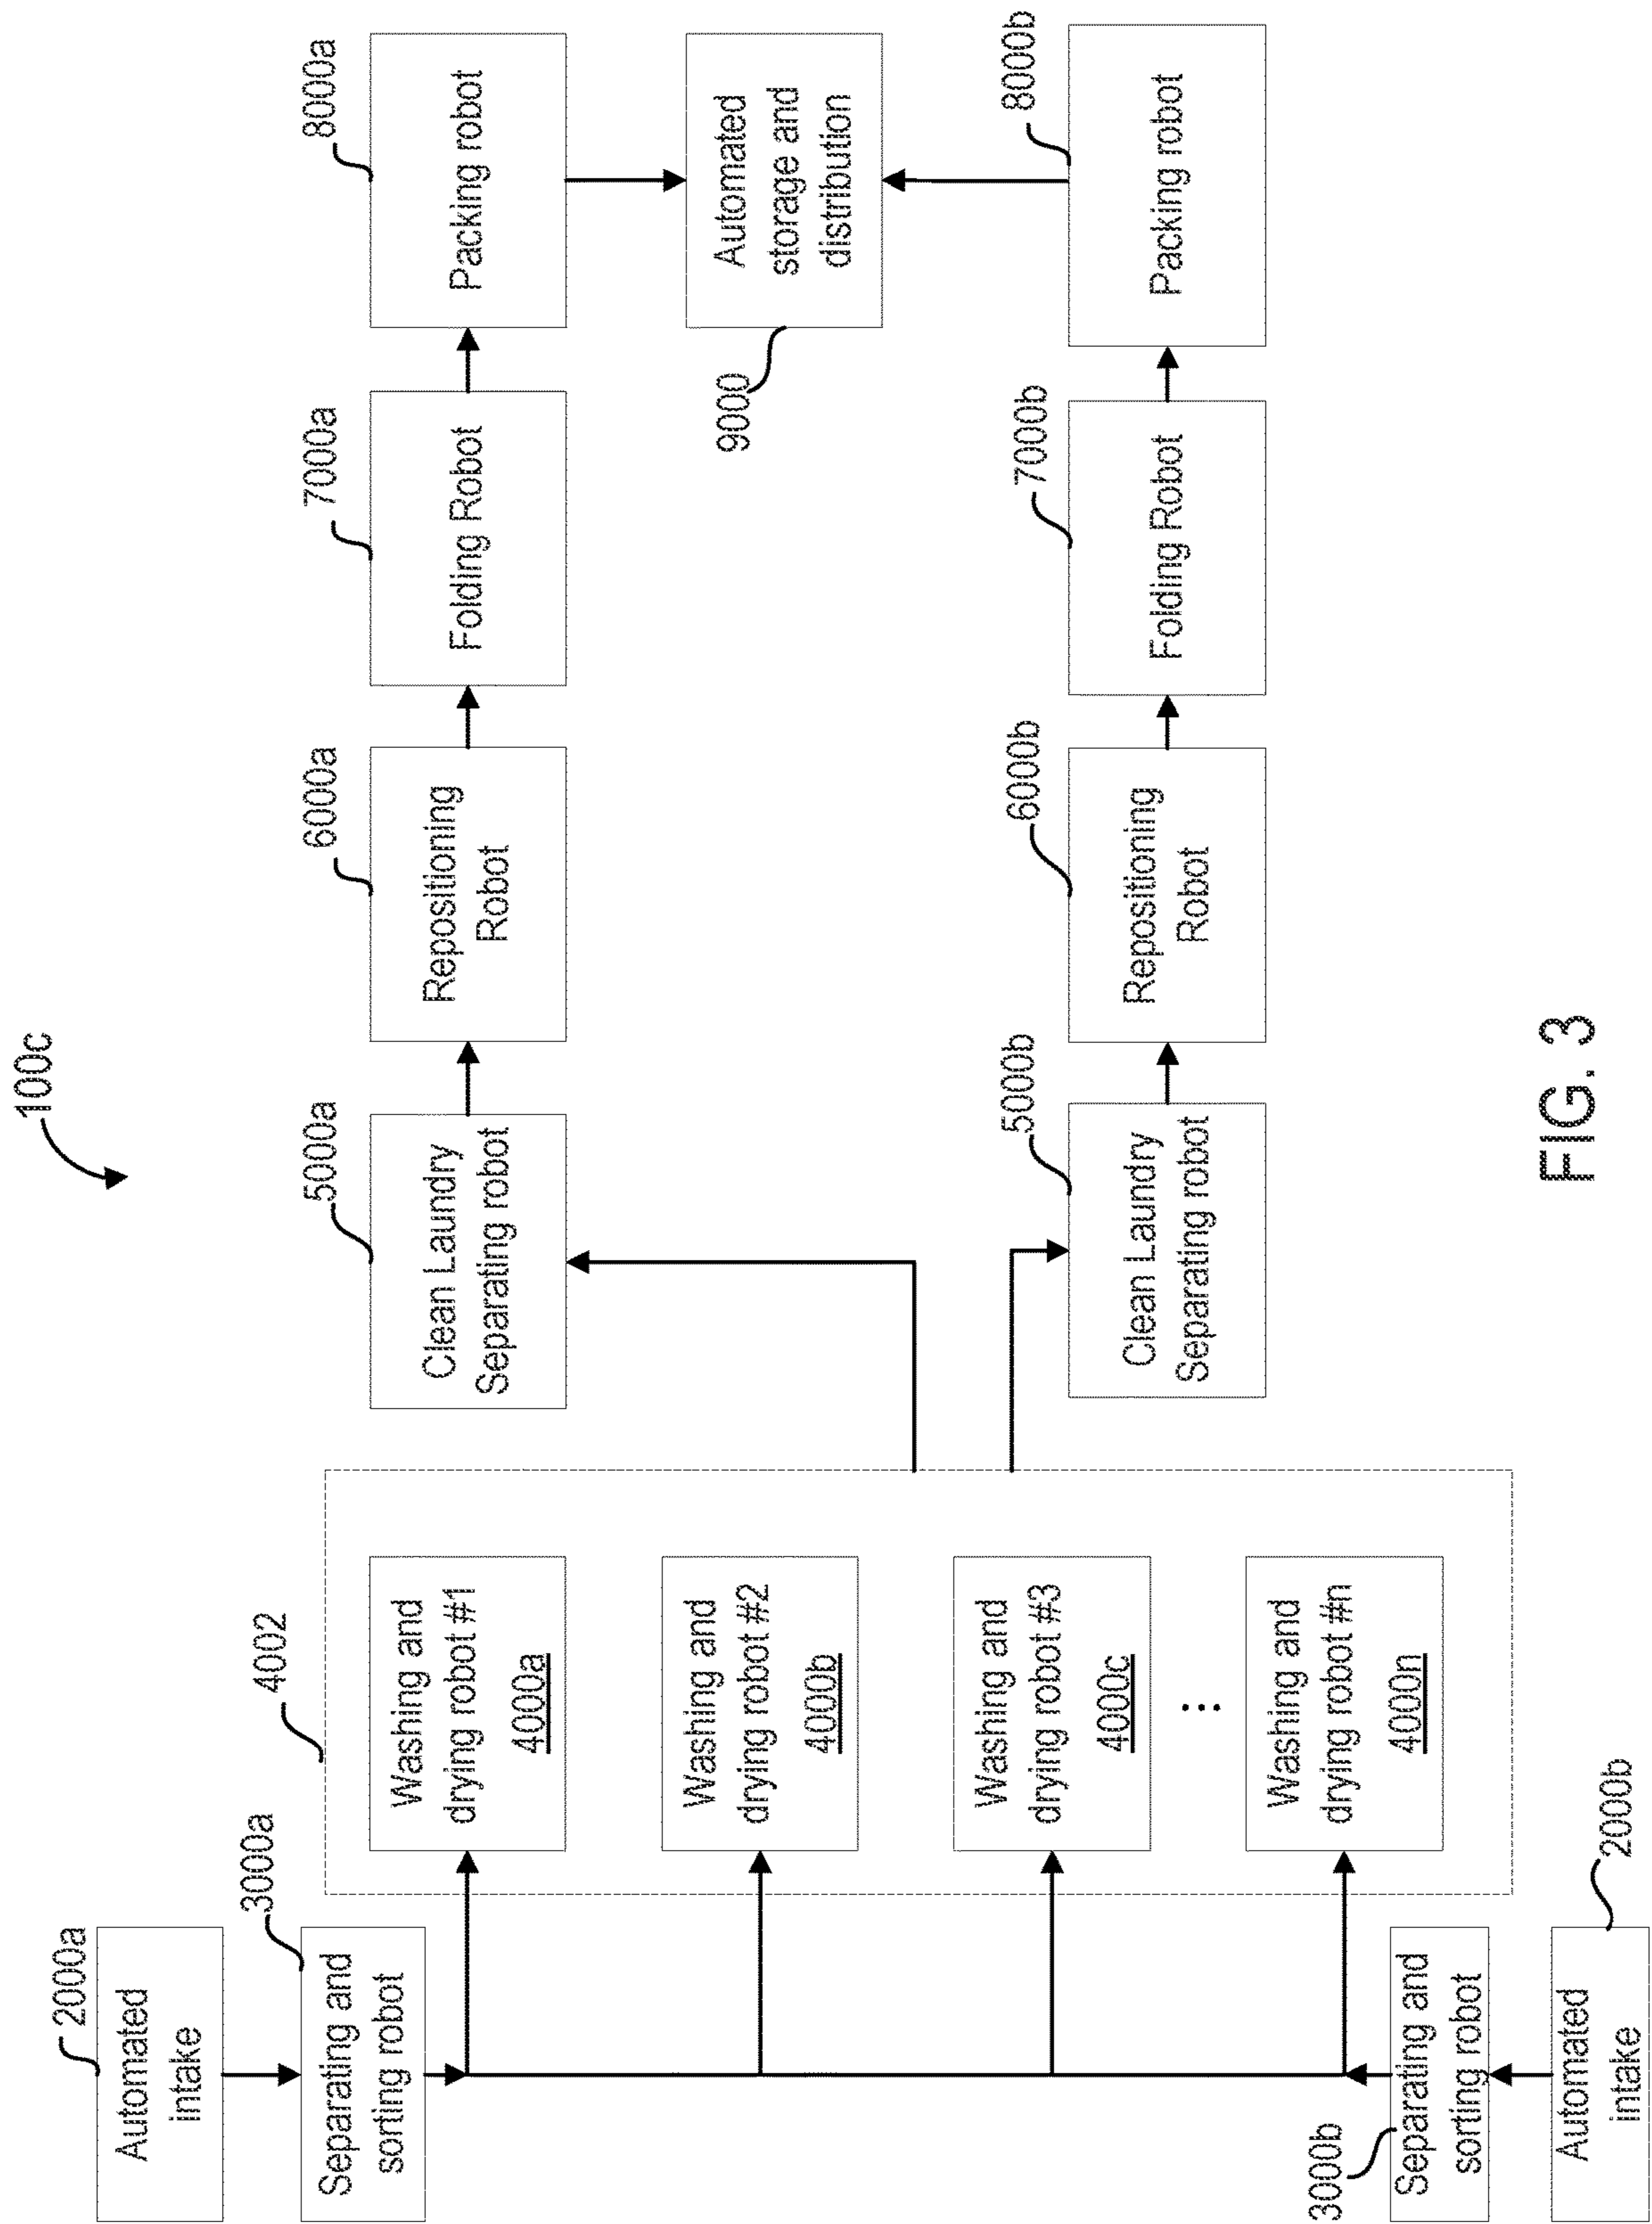 100c
2000a
Automated
intake
3000a
Separating and
sorting robot
4002
Washing and
drying robot #1
4000a
Washing and
drying robot #2
4000b
Washing and
drying robot #3
4000c
...
Washing and
drying robot #n
4000n
3000b
Separating and
sorting robot
2000b
Automated
intake
5000a
Clean Laundry
Separating robot
6000a
Repositioning
Robot
7000a
Folding Robot
8000a
Packing robot
9000
Automated
storage and
distribution
5000b
Clean Laundry
Separating robot
6000b
Repositioning
Robot
7000b
Folding Robot
8000b
Packing robot
FIG. 3